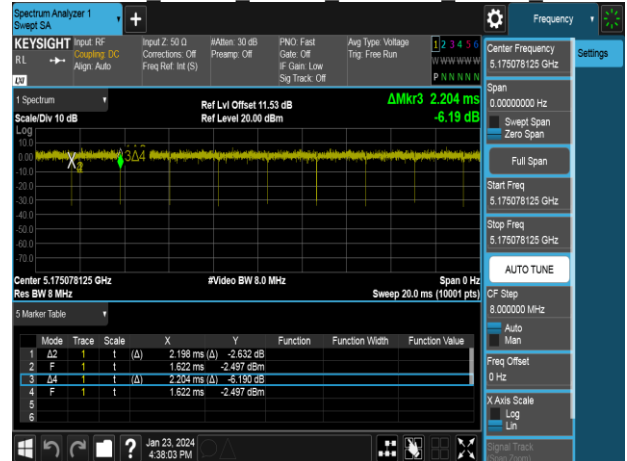 Spectrum Analyzer 1
Swept SA
Frequency
KEYSIGHT
RL
LXI
Input: RF
Coupling: DC
Align: Auto
Input Z: 50 Ω
Corrections: Off
Freq Ref: Int (S)
#Atten: 30 dB
Preamp: Off
PNO: Fast
Gate: Off
IF Gain: Low
Sig Track: Off
Avg Type: Voltage
Trig: Free Run
1 2 3 4 5 6
W W W W W W
P N N N N N
1 Spectrum
Scale/Div 10 dB
Ref Lvl Offset 11.53 dB
Ref Level 20.00 dBm
ΔMkr3 2.204 ms
-6.19 dB
Log
10.0
0.00
-10.0
-20.0
-30.0
-40.0
-50.0
-60.0
-70.0
3Δ4
Center 5.175078125 GHz
Res BW 8 MHz
#Video BW 8.0 MHz
Span 0 Hz
Sweep 20.0 ms (10001 pts)
5 Marker Table
Mode Trace Scale X Y Function Function Width Function Value
1 Δ2 1 t (Δ) 2.198 ms (Δ) -2.632 dB
2 F 1 t 1.622 ms -2.497 dBm
3 Δ4 1 t (Δ) 2.204 ms (Δ) -6.190 dB
4 F 1 t 1.622 ms -2.497 dBm
5
6
Jan 23, 2024
4:38:03 PM
Center Frequency
5.175078125 GHz
Settings
Span
0.00000000 Hz
Swept Span
Zero Span
Full Span
Start Freq
5.175078125 GHz
Stop Freq
5.175078125 GHz
AUTO TUNE
CF Step
8.000000 MHz
Auto
Man
Freq Offset
0 Hz
X Axis Scale
Log
Lin
Signal Track
(Span Zoom)